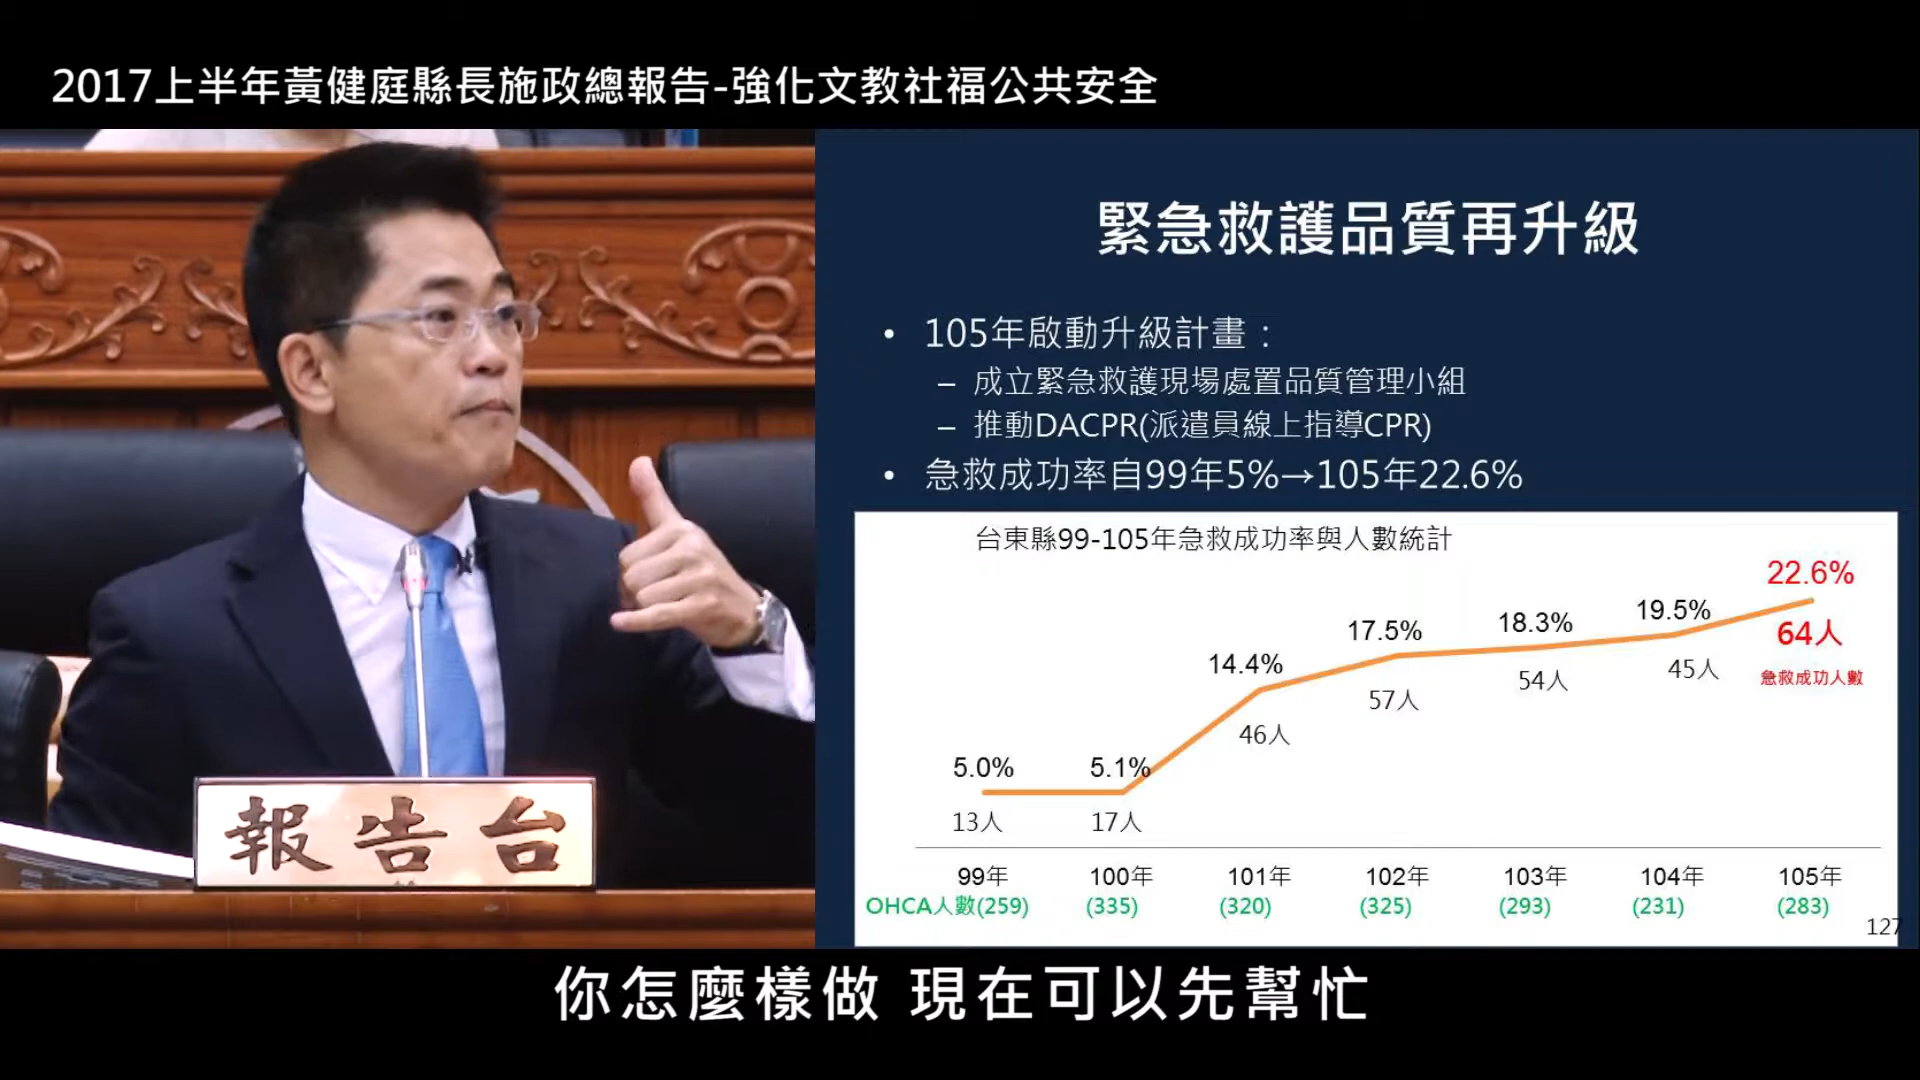 2017上半年黃健庭縣長施政總報告-強化文教社福公共安全
報告台
緊急救護品質再升級
• 105年啟動升級計畫：
– 成立緊急救護現場處置品質管理小組
– 推動DACPR(派遣員線上指導CPR)
• 急救成功率自99年5%→105年22.6%
台東縣99-105年急救成功率與人數統計
5.0% 5.1% 14.4% 17.5% 18.3% 19.5% 22.6%
13人 17人 46人 57人 54人 45人 64人
急救成功人數
99年 100年 101年 102年 103年 104年 105年
OHCA人數(259) (335) (320) (325) (293) (231) (283)
127
你怎麼樣做 現在可以先幫忙